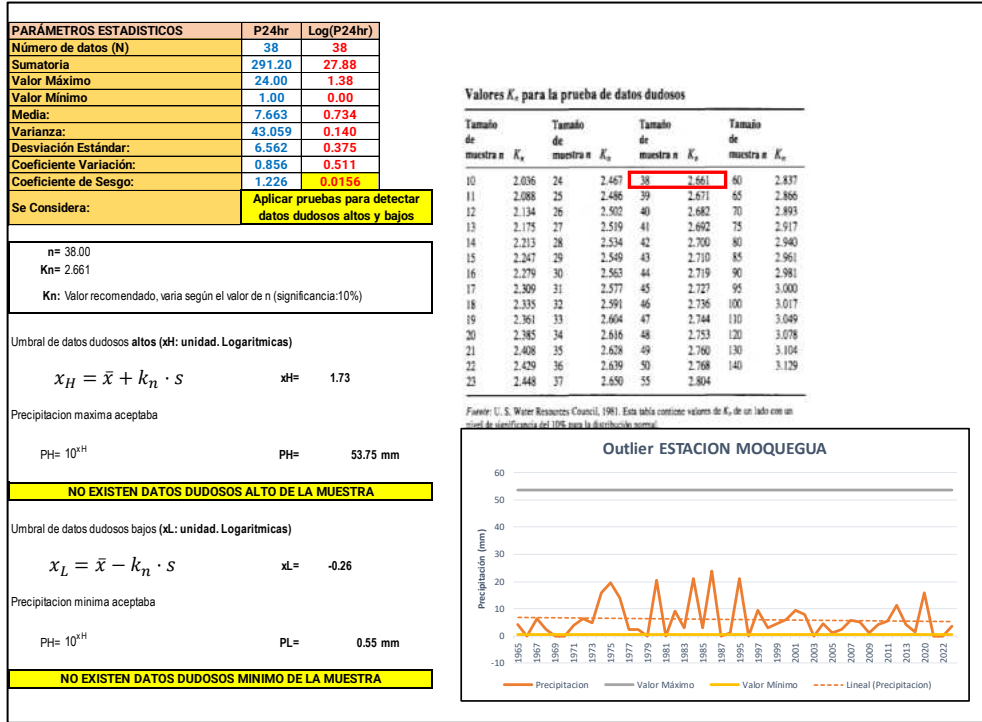 PARÁMETROS ESTADISTICOS P24hr Log(P24hr)
Número de datos (N) 38 38
Sumatoria 291.20 27.88
Valor Máximo 24.00 1.38
Valor Mínimo 1.00 0.00
Media: 7.663 0.734
Varianza: 43.059 0.140
Desviación Estándar: 6.562 0.375
Coeficiente Variación: 0.856 0.511
Coeficiente de Sesgo: 1.226 0.0156
Se Considera: Aplicar pruebas para detectar
datos dudosos altos y bajos
n= 38.00
Kn= 2.661
Kn: Valor recomendado, varia según el valor de n (significancia:10%)
Umbral de datos dudosos altos (xH: unidad. Logaritmicas)
x_H = x̄ + k_n · s xH= 1.73
Precipitacion maxima aceptaba
PH= 10^xH PH= 53.75 mm
NO EXISTEN DATOS DUDOSOS ALTO DE LA MUESTRA
Umbral de datos dudosos bajos (xL: unidad. Logaritmicas)
x_L = x̄ − k_n · s xL= -0.26
Precipitacion minima aceptaba
PH= 10^xH PL= 0.55 mm
NO EXISTEN DATOS DUDOSOS MINIMO DE LA MUESTRA
Valores K_n para la prueba de datos dudosos
Tamaño Tamaño Tamaño Tamaño
de de de de
muestra n K_n muestra n K_n muestra n K_n muestra n K_n
10 2.036 24 2.467 38 2.661 60 2.837
11 2.088 25 2.486 39 2.671 65 2.866
12 2.134 26 2.502 40 2.682 70 2.893
13 2.175 27 2.519 41 2.692 75 2.917
14 2.213 28 2.534 42 2.700 80 2.940
15 2.247 29 2.549 43 2.710 85 2.961
16 2.279 30 2.563 44 2.719 90 2.981
17 2.309 31 2.577 45 2.727 95 3.000
18 2.335 32 2.591 46 2.736 100 3.017
19 2.361 33 2.604 47 2.744 110 3.049
20 2.385 34 2.616 48 2.753 120 3.078
21 2.408 35 2.628 49 2.760 130 3.104
22 2.429 36 2.639 50 2.768 140 3.129
23 2.448 37 2.650 55 2.804
Fuente: U. S. Water Resources Council, 1981. Esta tabla contiene valores de K_n de un lado con un
nivel de significancia del 10% para la distribución normal.
Outlier ESTACION MOQUEGUA
Precipitación (mm)
60
50
40
30
20
10
0
-10
1965 1967 1969 1971 1973 1975 1977 1979 1981 1983 1985 1987 1995 1997 1999 2001 2003 2005 2007 2009 2011 2013 2020 2022
Precipitacion Valor Máximo Valor Mínimo Lineal (Precipitacion)